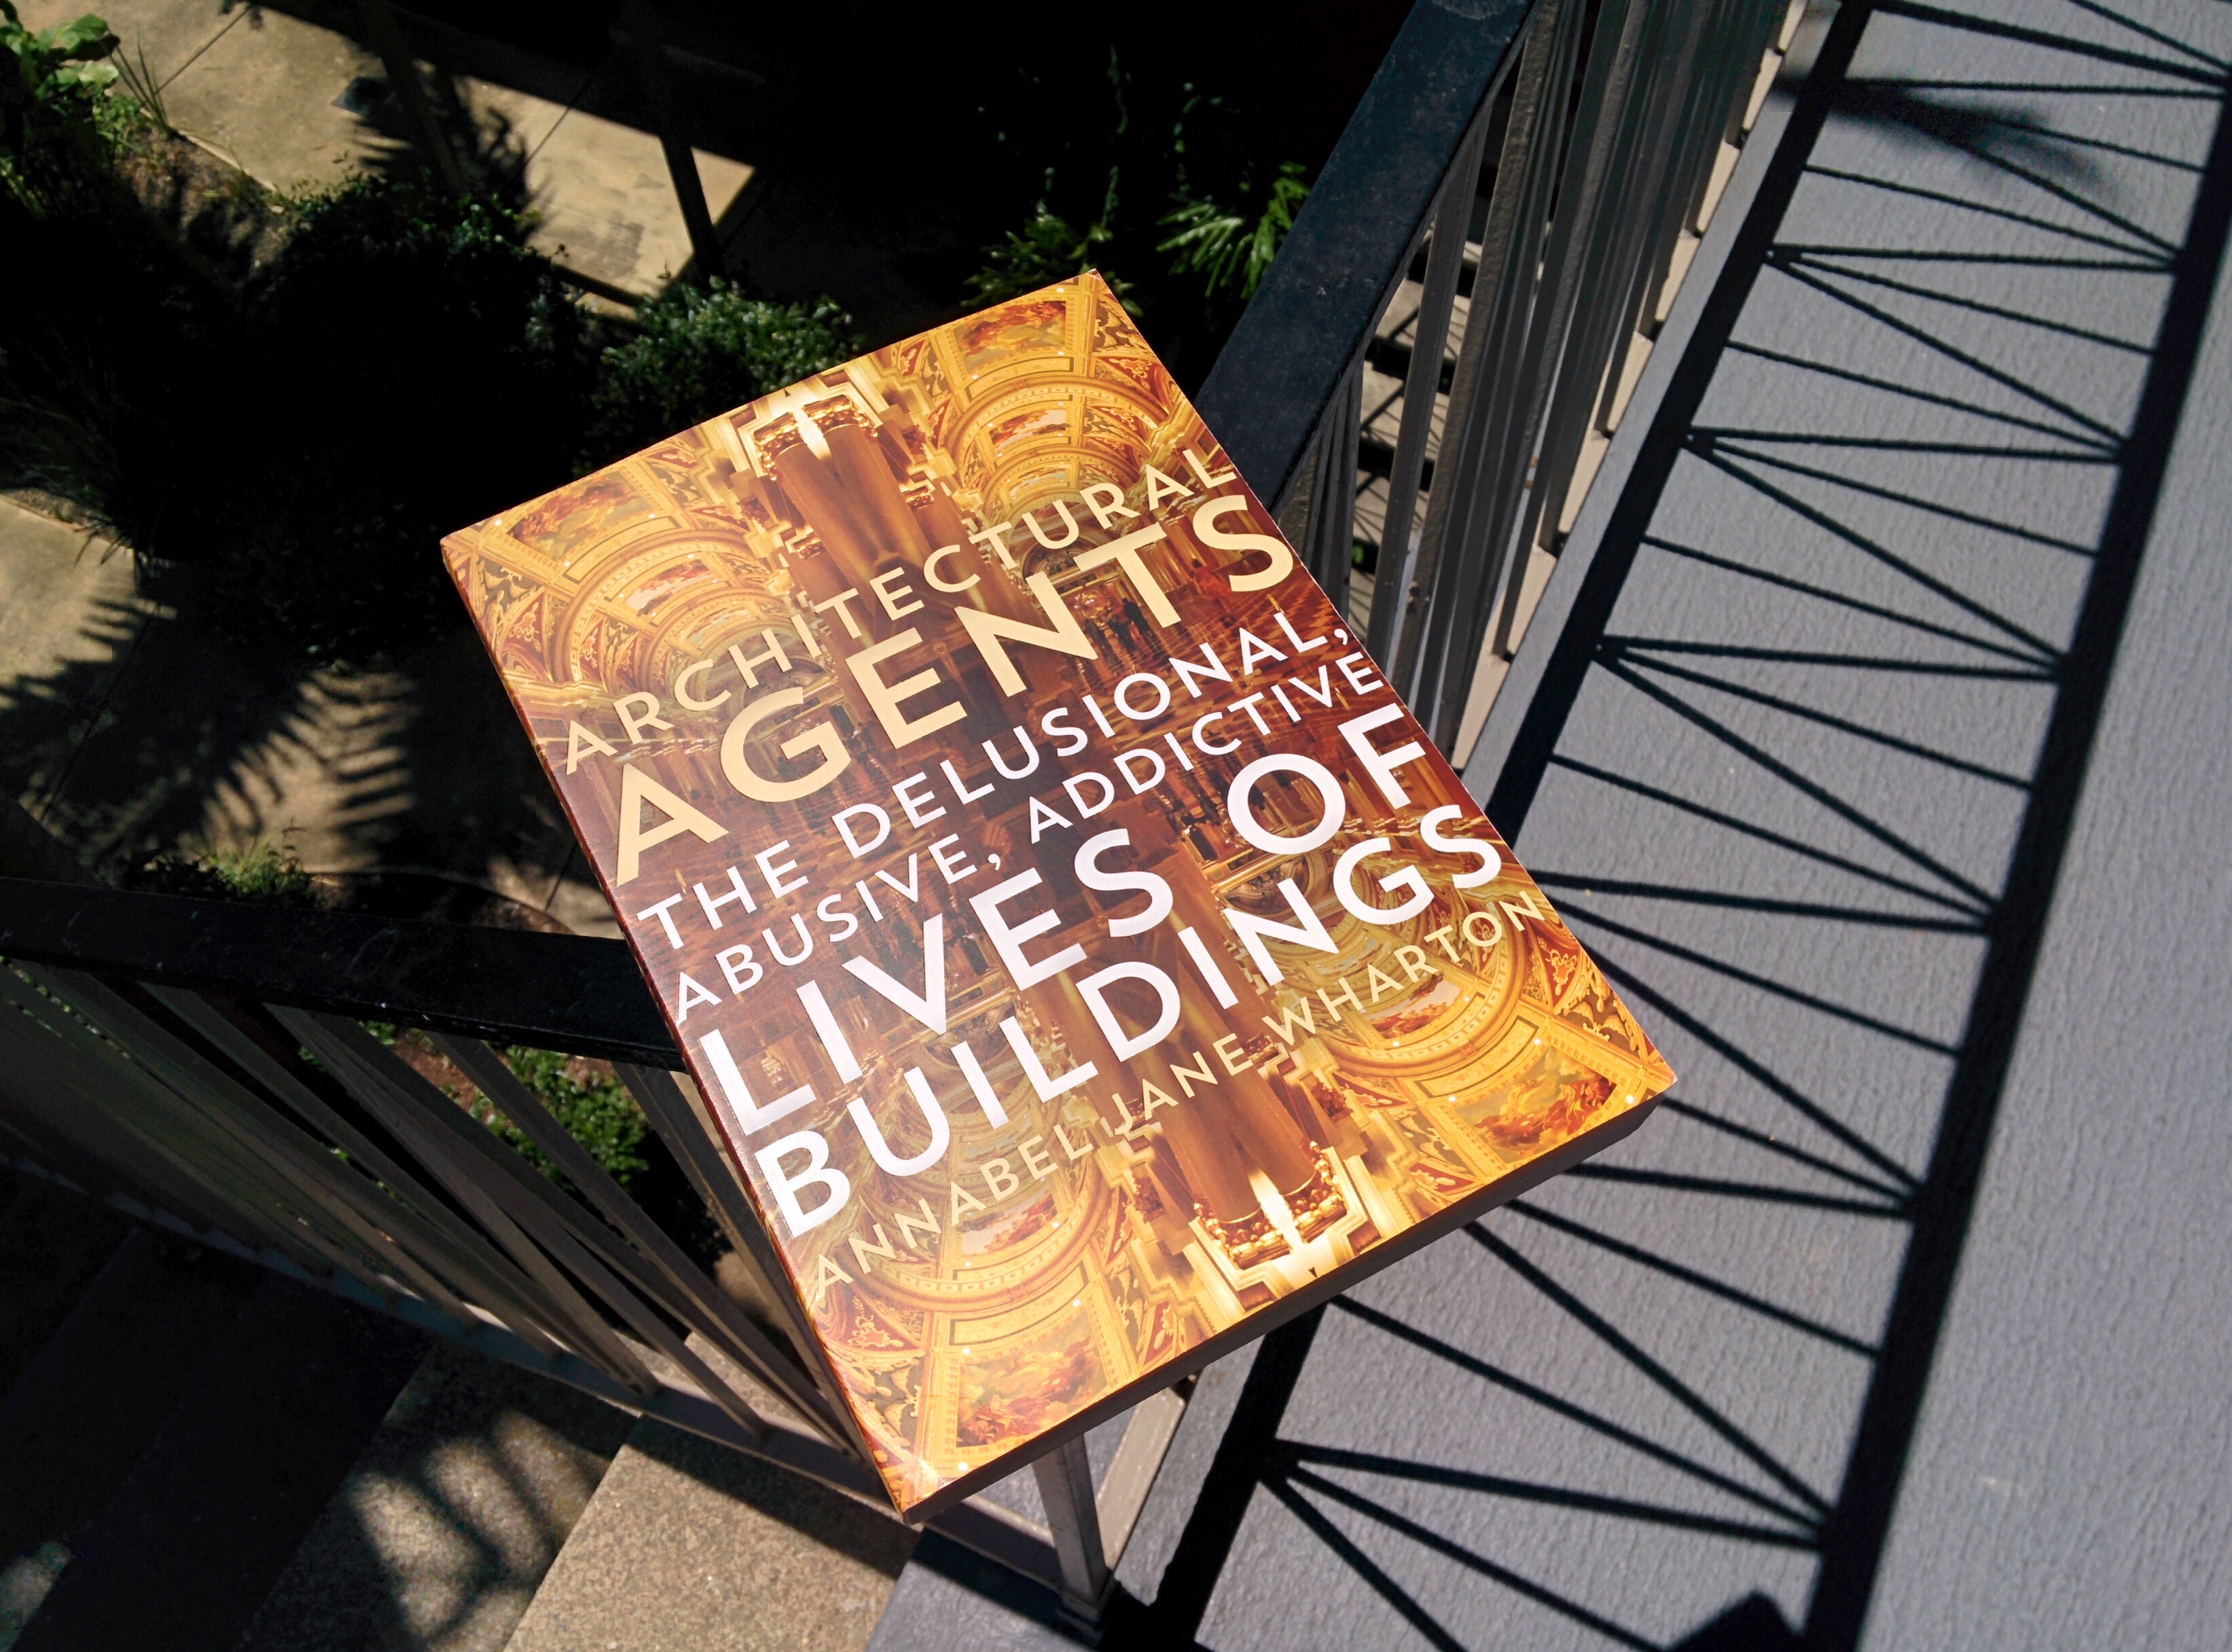 ARCHITECTURAL
AGENTS
THE DELUSIONAL,
ABUSIVE, ADDICTIVE
LIVES OF
BUILDINGS
ANNABEL JANE WHARTON